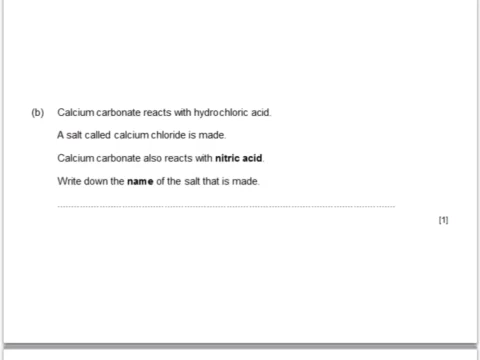 (b) Calcium carbonate reacts with hydrochloric acid.
A salt called calcium chloride is made.
Calcium carbonate also reacts with nitric acid.
Write down the name of the salt that is made.
[1]